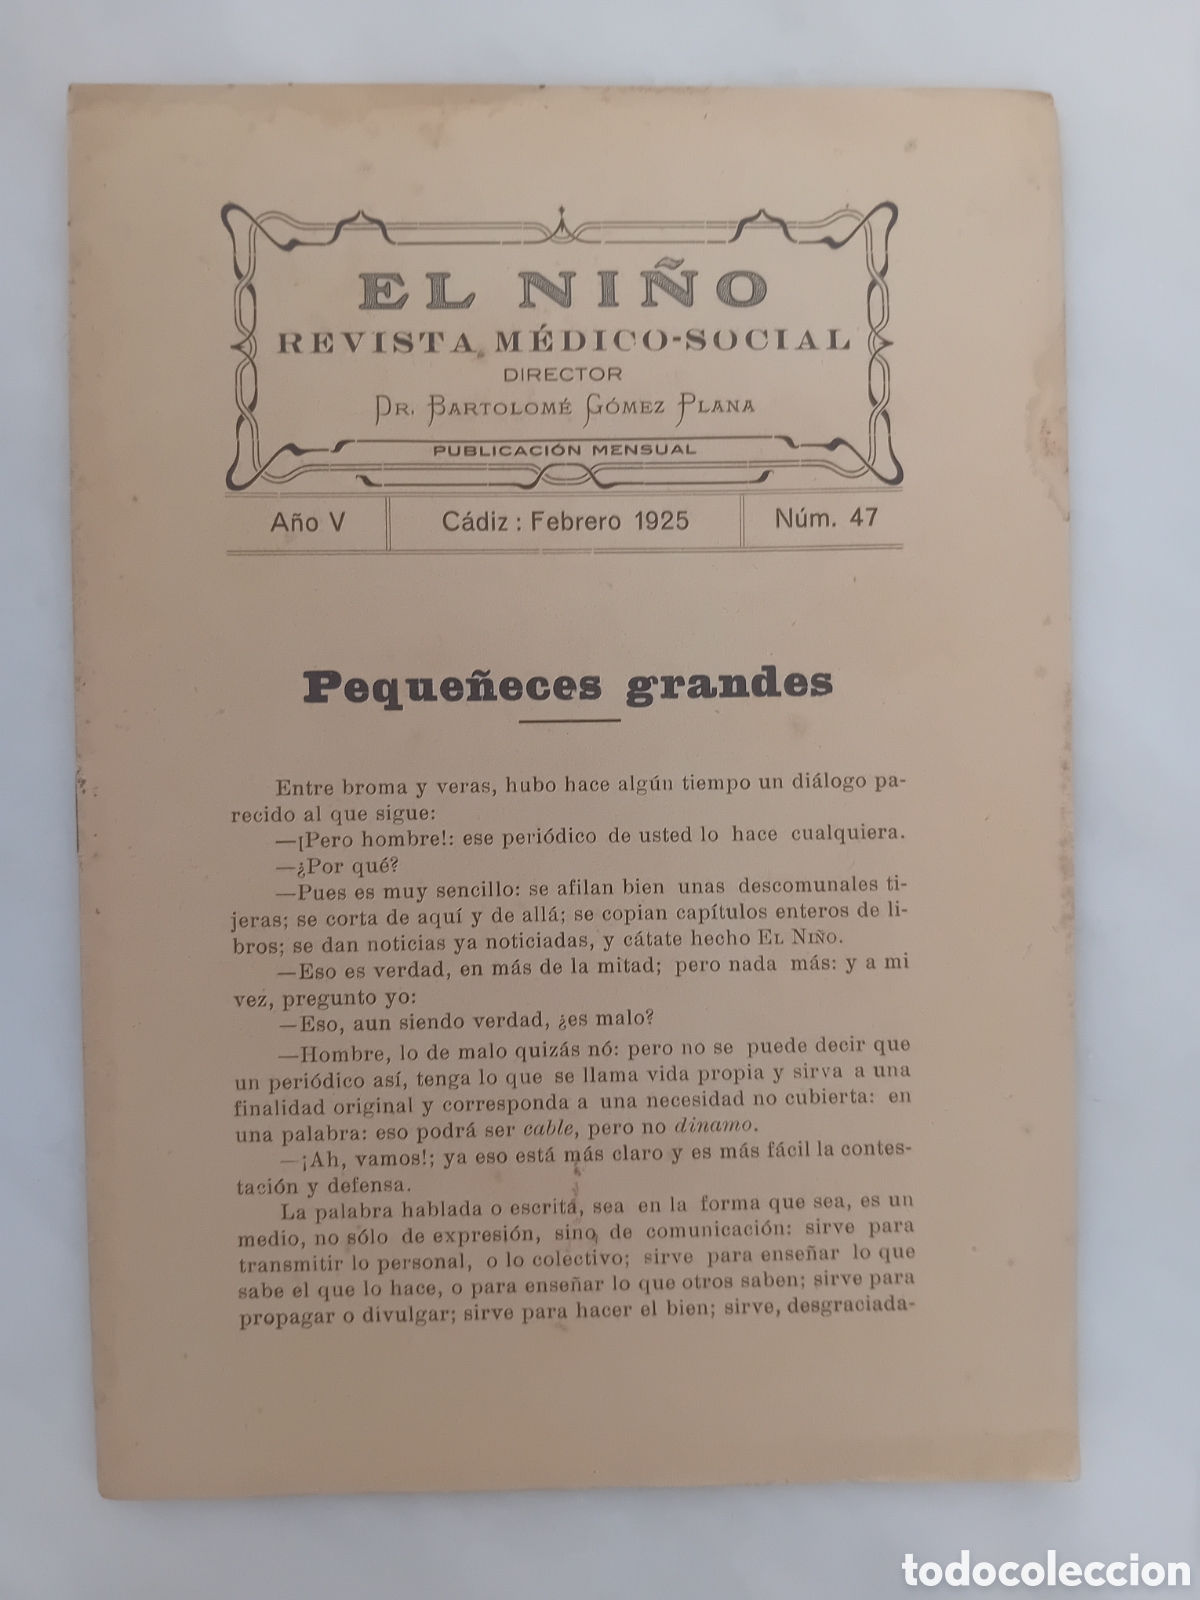 EL NIÑO
REVISTA MÉDICO-SOCIAL
DIRECTOR
DR. BARTOLOMÉ GÓMEZ PLANA
PUBLICACIÓN MENSUAL
Año V Cádiz : Febrero 1925 Núm. 47
Pequeñeces grandes
Entre broma y veras, hubo hace algún tiempo un diálogo pa-
recido al que sigue:
—¡Pero hombre!: ese periódico de usted lo hace cualquiera.
—¿Por qué?
—Pues es muy sencillo: se afilan bien unas descomunales ti-
jeras; se corta de aquí y de allá; se copian capítulos enteros de li-
bros; se dan noticias ya noticiadas, y cátate hecho EL NIÑO.
—Eso es verdad, en más de la mitad; pero nada más: y a mi
vez, pregunto yo:
—Eso, aun siendo verdad, ¿es malo?
—Hombre, lo de malo quizás nó: pero no se puede decir que
un periódico así, tenga lo que se llama vida propia y sirva a una
finalidad original y corresponda a una necesidad no cubierta: en
una palabra: eso podrá ser cable, pero no dinamo.
—¡Ah, vamos!; ya eso está más claro y es más fácil la contes-
tación y defensa.
La palabra hablada o escrita, sea en la forma que sea, es un
medio, no sólo de expresión, sino, de comunicación: sirve para
transmitir lo personal, o lo colectivo; sirve para enseñar lo que
sabe el que lo hace, o para enseñar lo que otros saben; sirve para
propagar o divulgar; sirve para hacer el bien; sirve, desgraciada-
todocoleccion